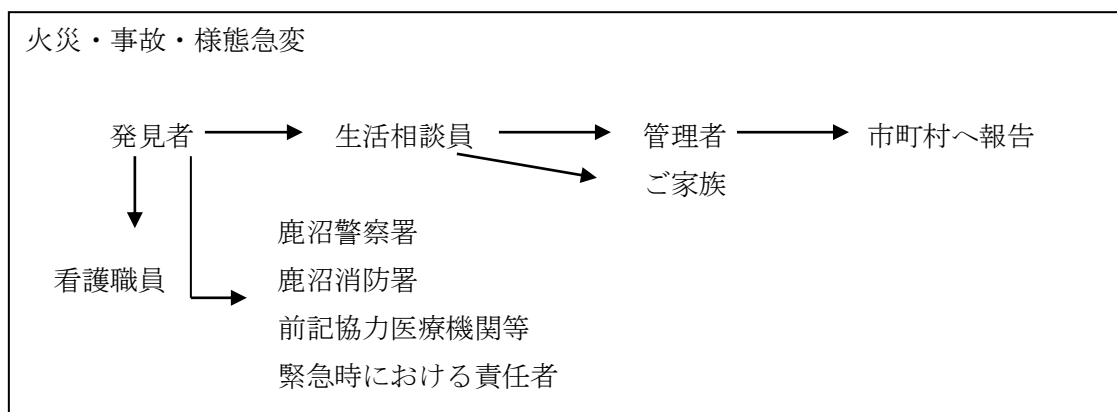 火災・事故・様態急変
発見者 生活相談員 管理者 市町村へ報告
ご家族
鹿沼警察署
看護職員 鹿沼消防署
前記協力医療機関等
緊急時における責任者